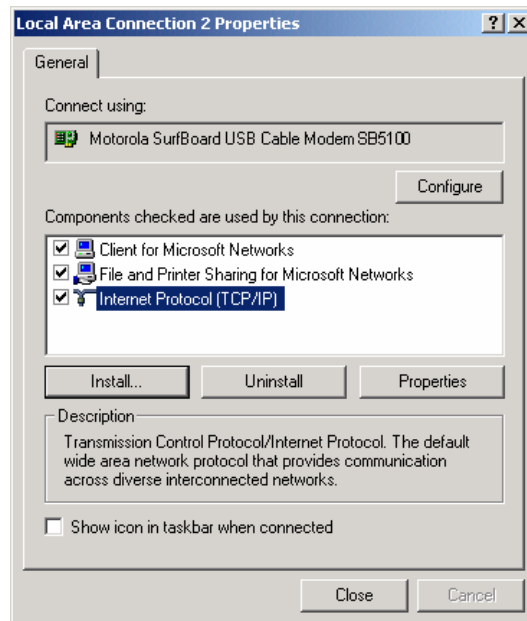 Local Area Connection 2 Properties
General
Connect using:
Motorola SurfBoard USB Cable Modem SB5100
Configure
Components checked are used by this connection:
Client for Microsoft Networks
File and Printer Sharing for Microsoft Networks
Internet Protocol (TCP/IP)
Install... Uninstall Properties
Description
Transmission Control Protocol/Internet Protocol. The default
wide area network protocol that provides communication
across diverse interconnected networks.
Show icon in taskbar when connected
Close Cancel